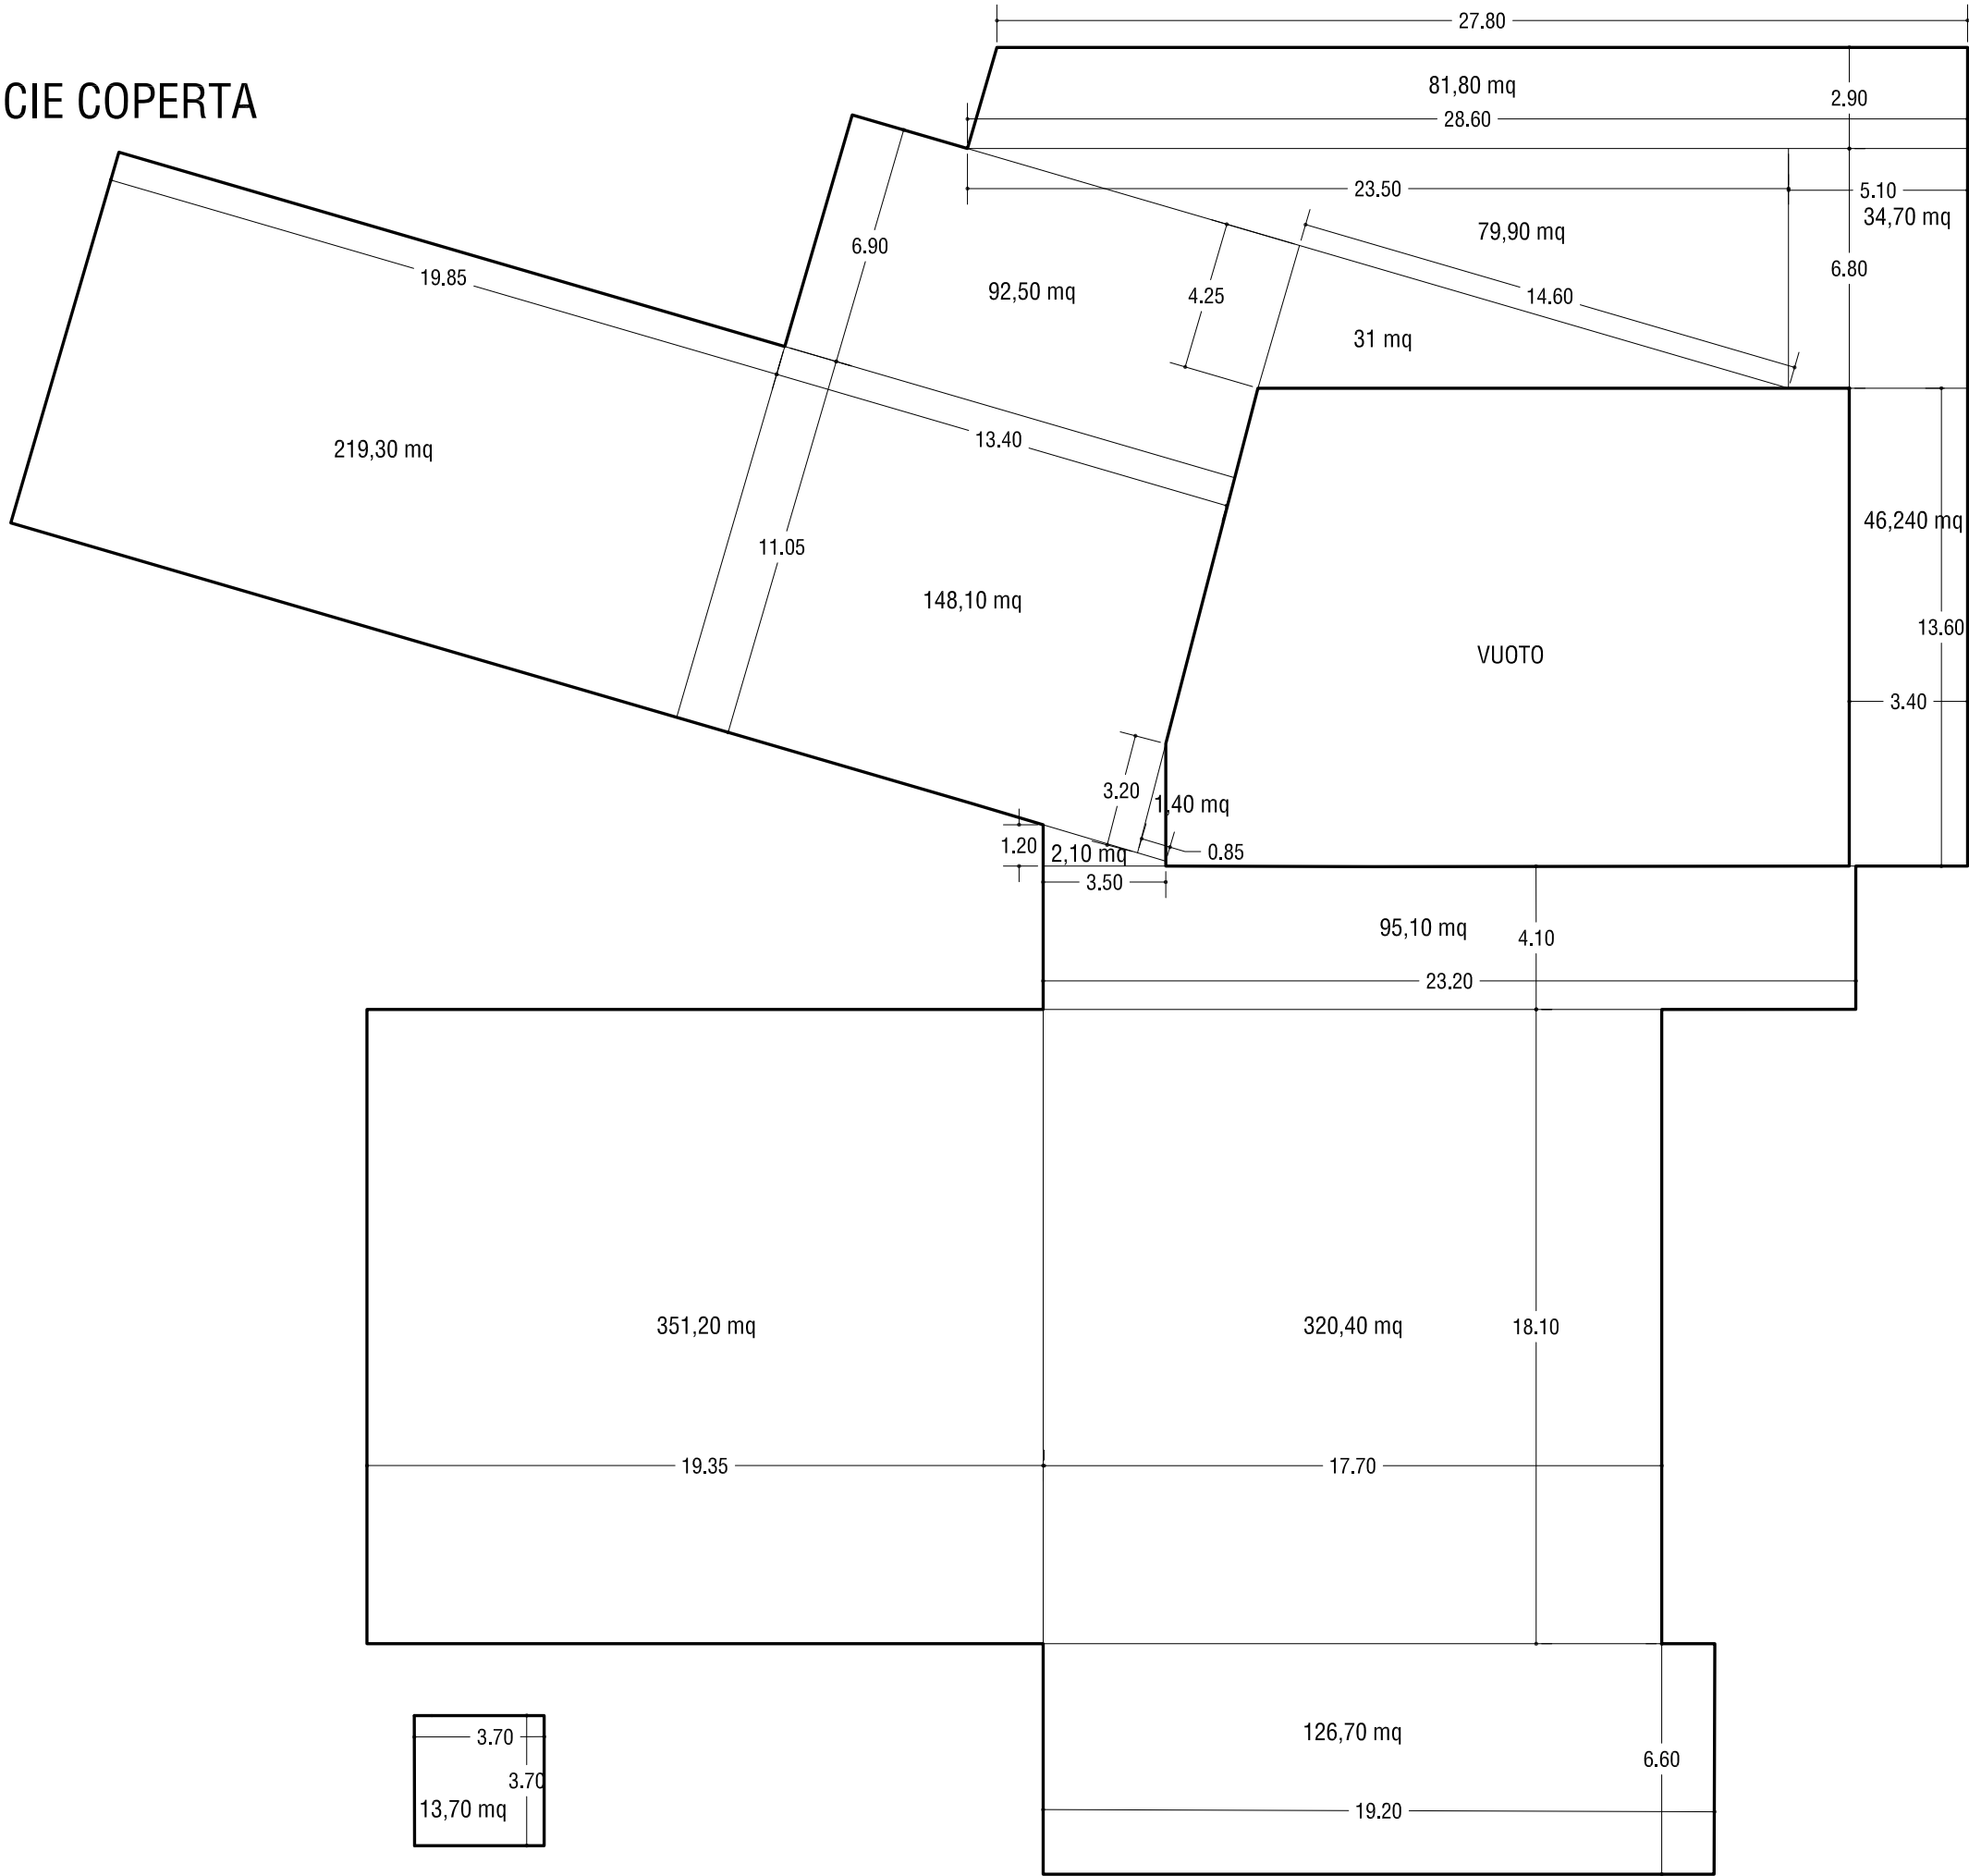 27.80
CIE COPERTA
81,80 mq
2.90
28.60
23.50
5.10
34,70 mq
79,90 mq
6.90
6.80
19.85
92,50 mq
4.25
14.60
31 mq
13.40
219,30 mq
46,240 mq
11.05
148,10 mq
13.60
VUOTO
3.40
3.20
1,40 mq
1.20
2,10 mq
0.85
3.50
95,10 mq
4.10
23.20
351,20 mq
320,40 mq
18.10
19.35
17.70
3.70
126,70 mq
6.60
3.70
13,70 mq
19.20